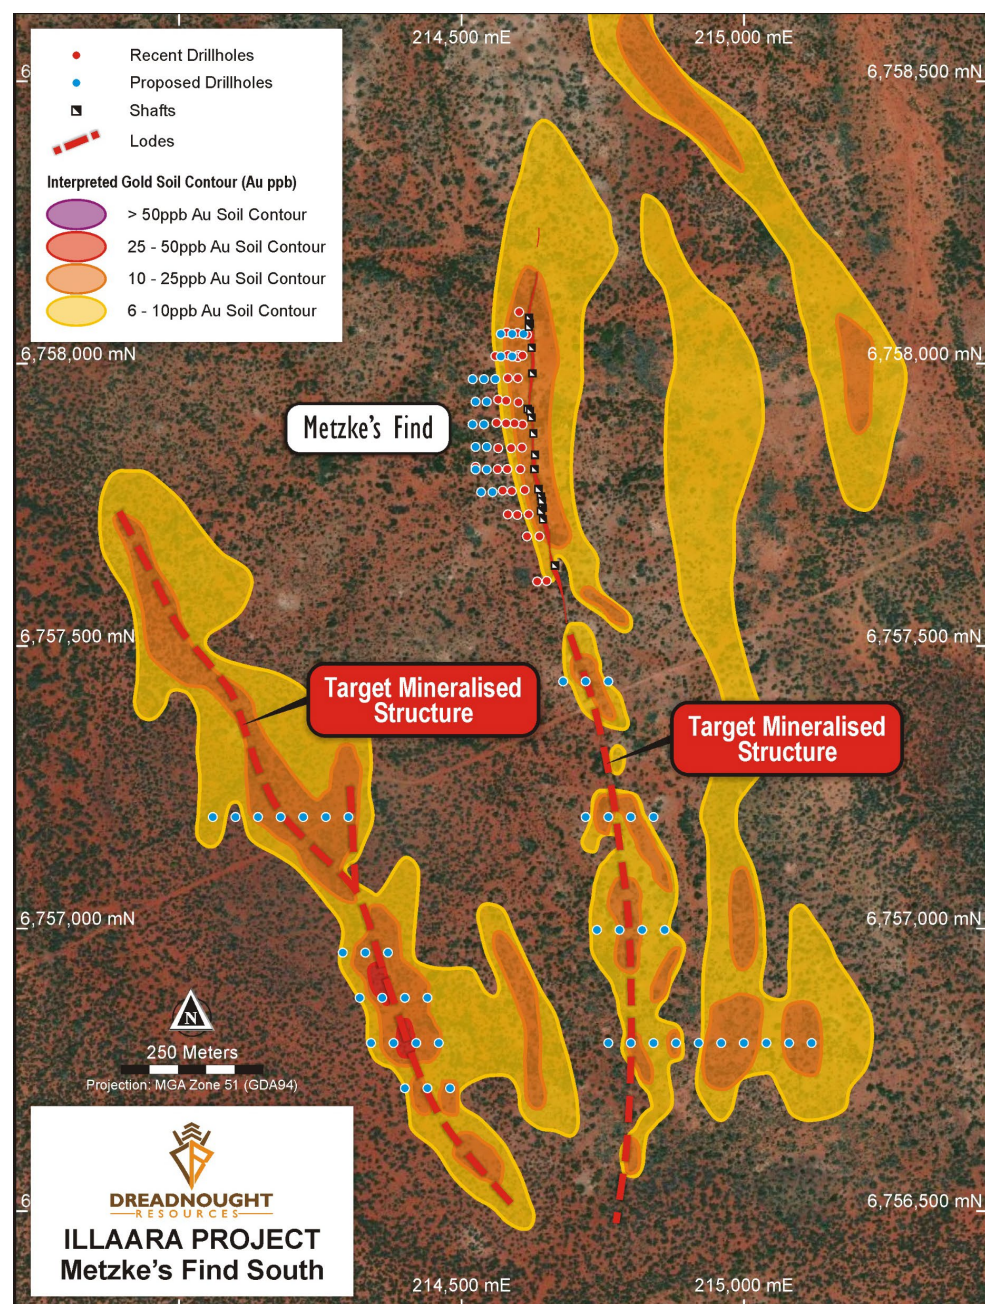 214,500 mE
215,000 mE
6,758,500 mN
Recent Drillholes
Proposed Drillholes
Shafts
Lodes
Interpreted Gold Soil Contour (Au ppb)
> 50ppb Au Soil Contour
25 - 50ppb Au Soil Contour
10 - 25ppb Au Soil Contour
6 - 10ppb Au Soil Contour
6,758,000 mN
6,758,000 mN
Metzke's Find
6,757,500 mN
6,757,500 mN
Target Mineralised
Structure
Target Mineralised
Structure
6,757,000 mN
6,757,000 mN
N
250 Meters
Projection: MGA Zone 51 (GDA94)
DREADNOUGHT
RESOURCES
ILLAARA PROJECT
Metzke's Find South
6,756,500 mN
214,500 mE
215,000 mE